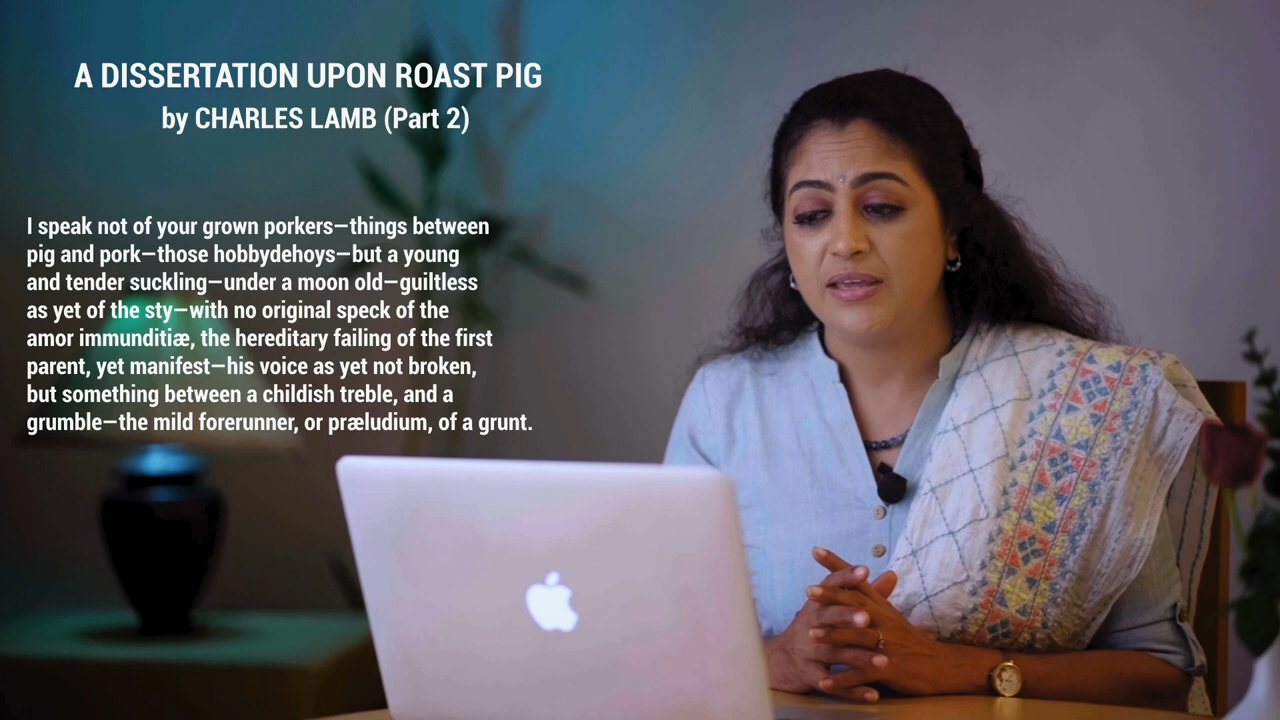 A DISSERTATION UPON ROAST PIG
by CHARLES LAMB (Part 2)
I speak not of your grown porkers—things between
pig and pork—those hobbydehoys—but a young
and tender suckling—under a moon old—guiltless
as yet of the sty—with no original speck of the
amor immunditiæ, the hereditary failing of the first
parent, yet manifest—his voice as yet not broken,
but something between a childish treble, and a
grumble—the mild forerunner, or præludium, of a grunt.